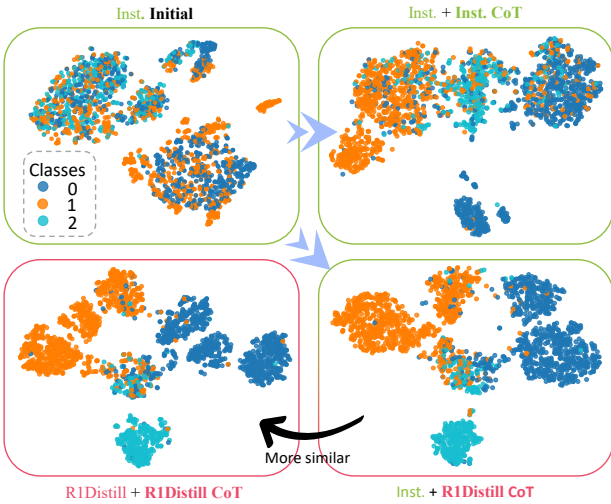 Inst. Initial
Inst. + Inst. CoT
Classes
0
1
2
More similar
R1Distill + R1Distill CoT
Inst. + R1Distill CoT